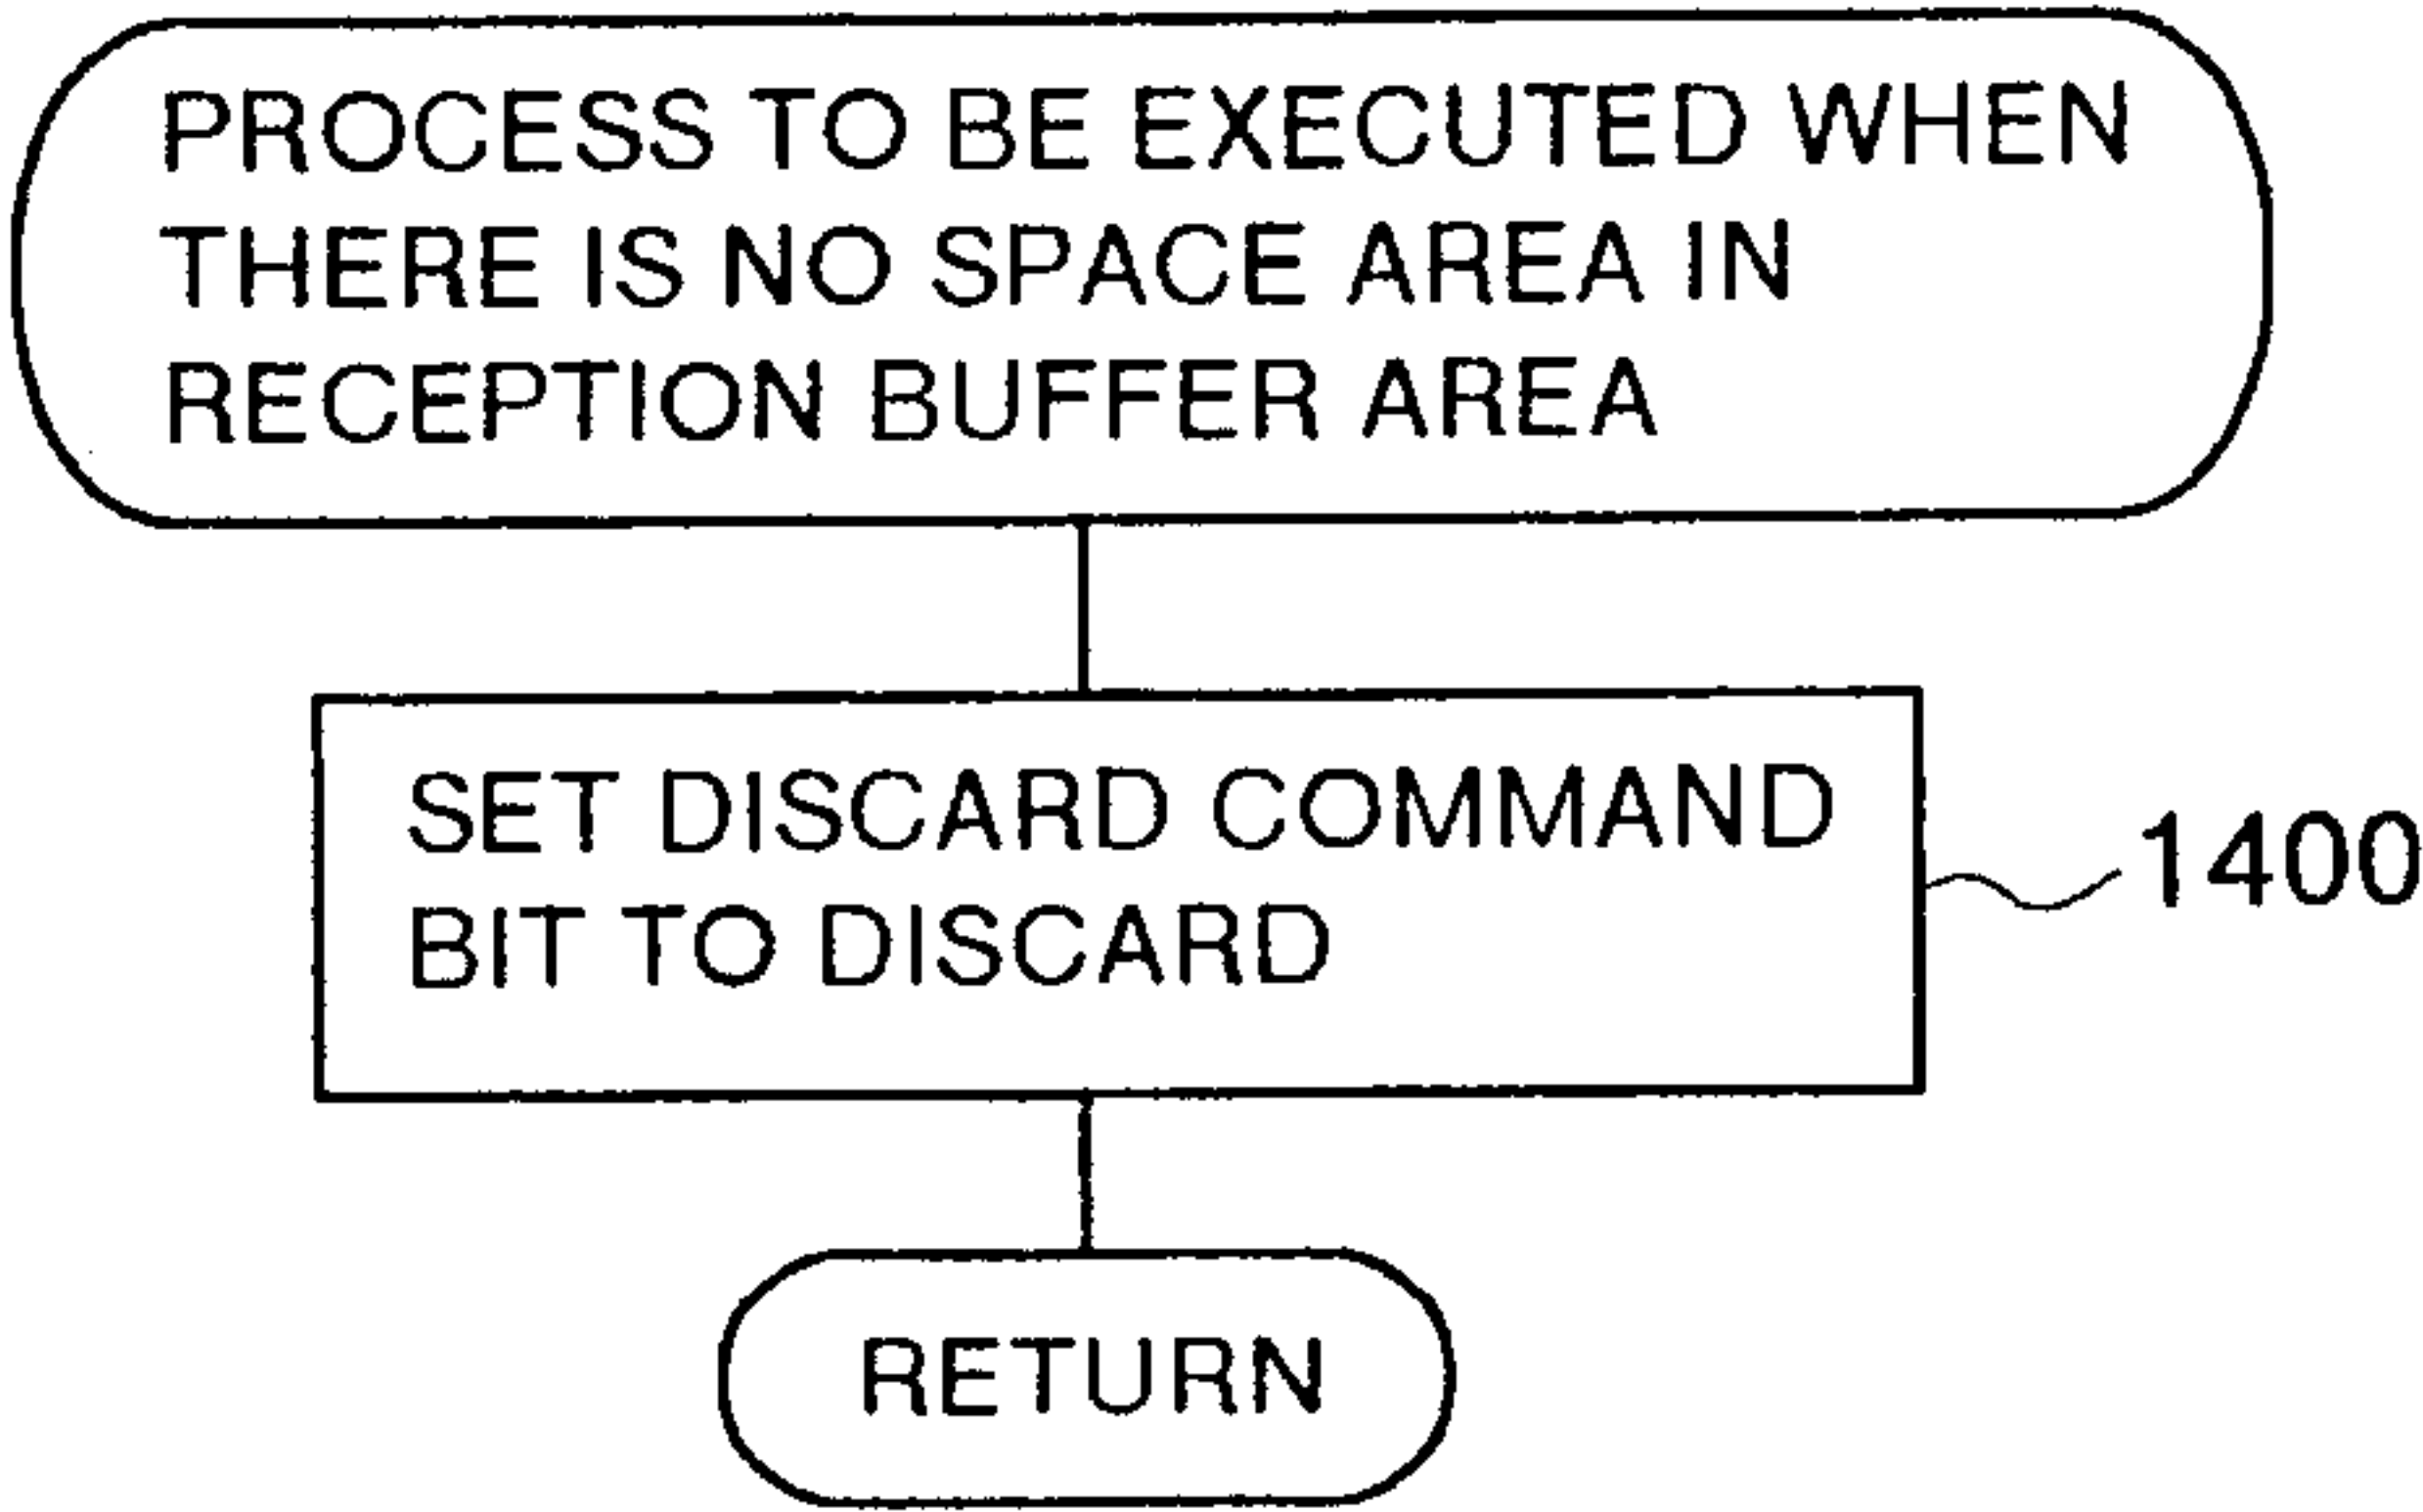 PROCESS TO BE EXECUTED WHEN
THERE IS NO SPACE AREA IN
RECEPTION BUFFER AREA
SET DISCARD COMMAND
BIT TO DISCARD
1400
RETURN